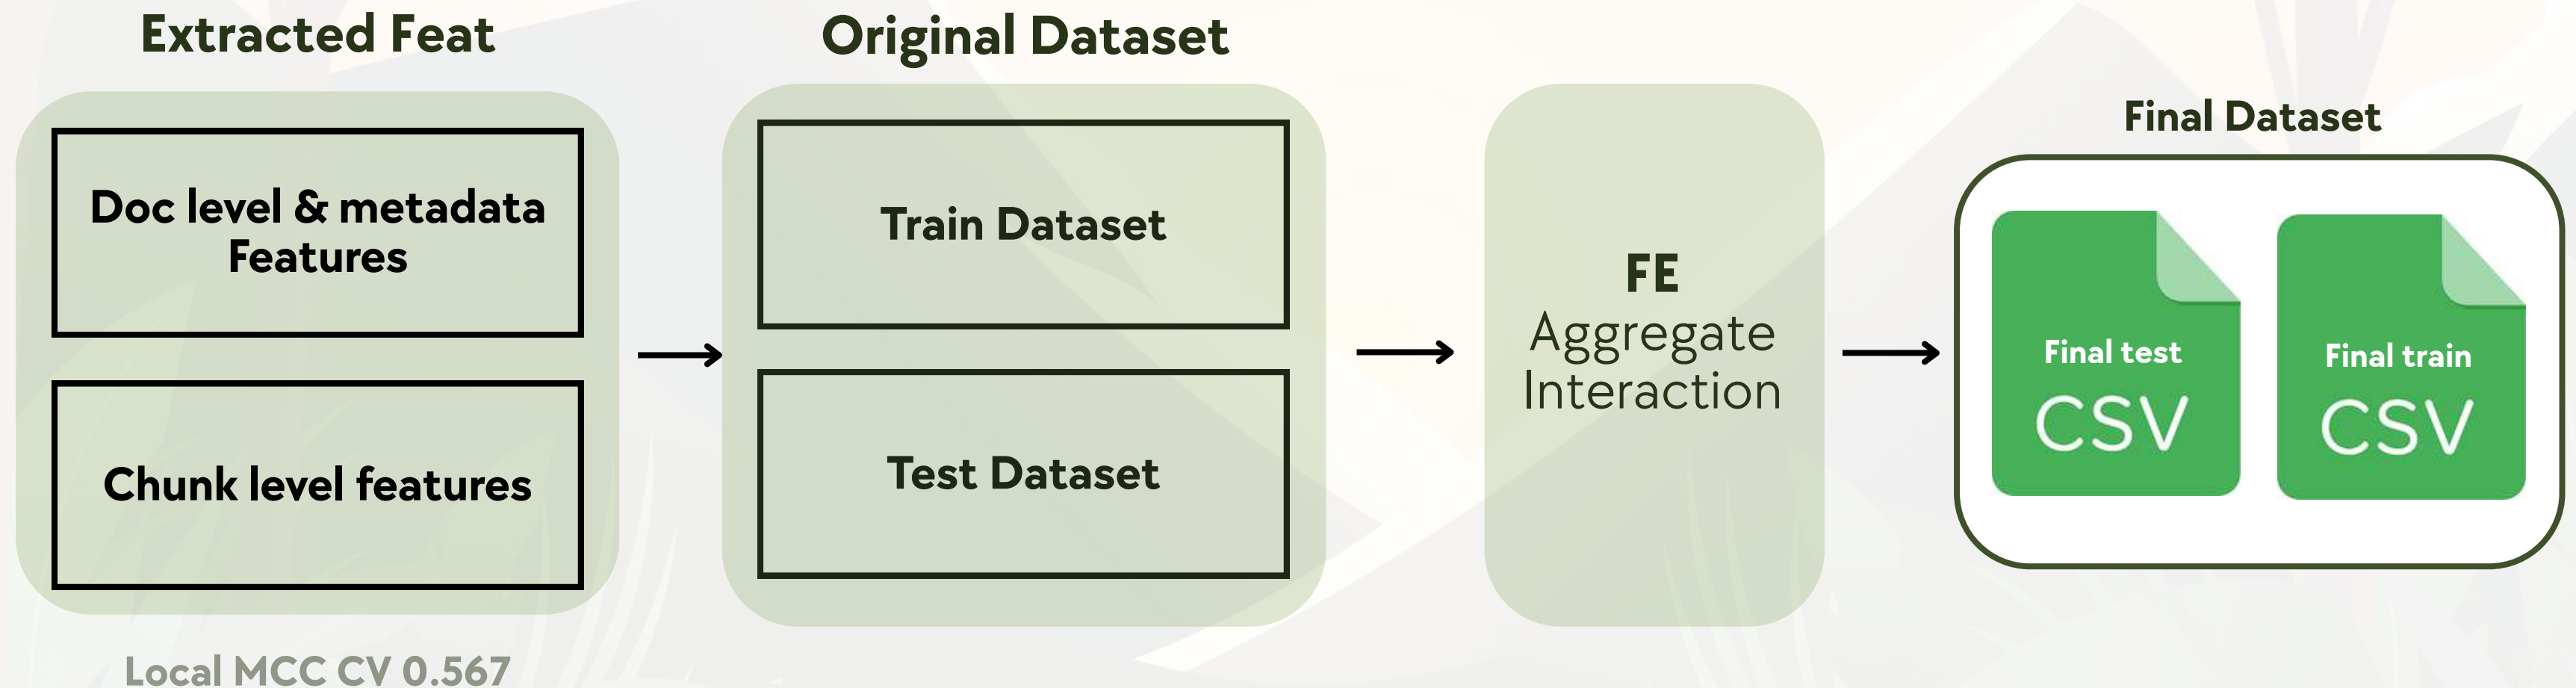 Extracted Feat
Doc level & metadata
Features
Chunk level features
Local MCC CV 0.567
Original Dataset
Train Dataset
Test Dataset
FE
Aggregate
Interaction
Final Dataset
Final test
CSV
Final train
CSV